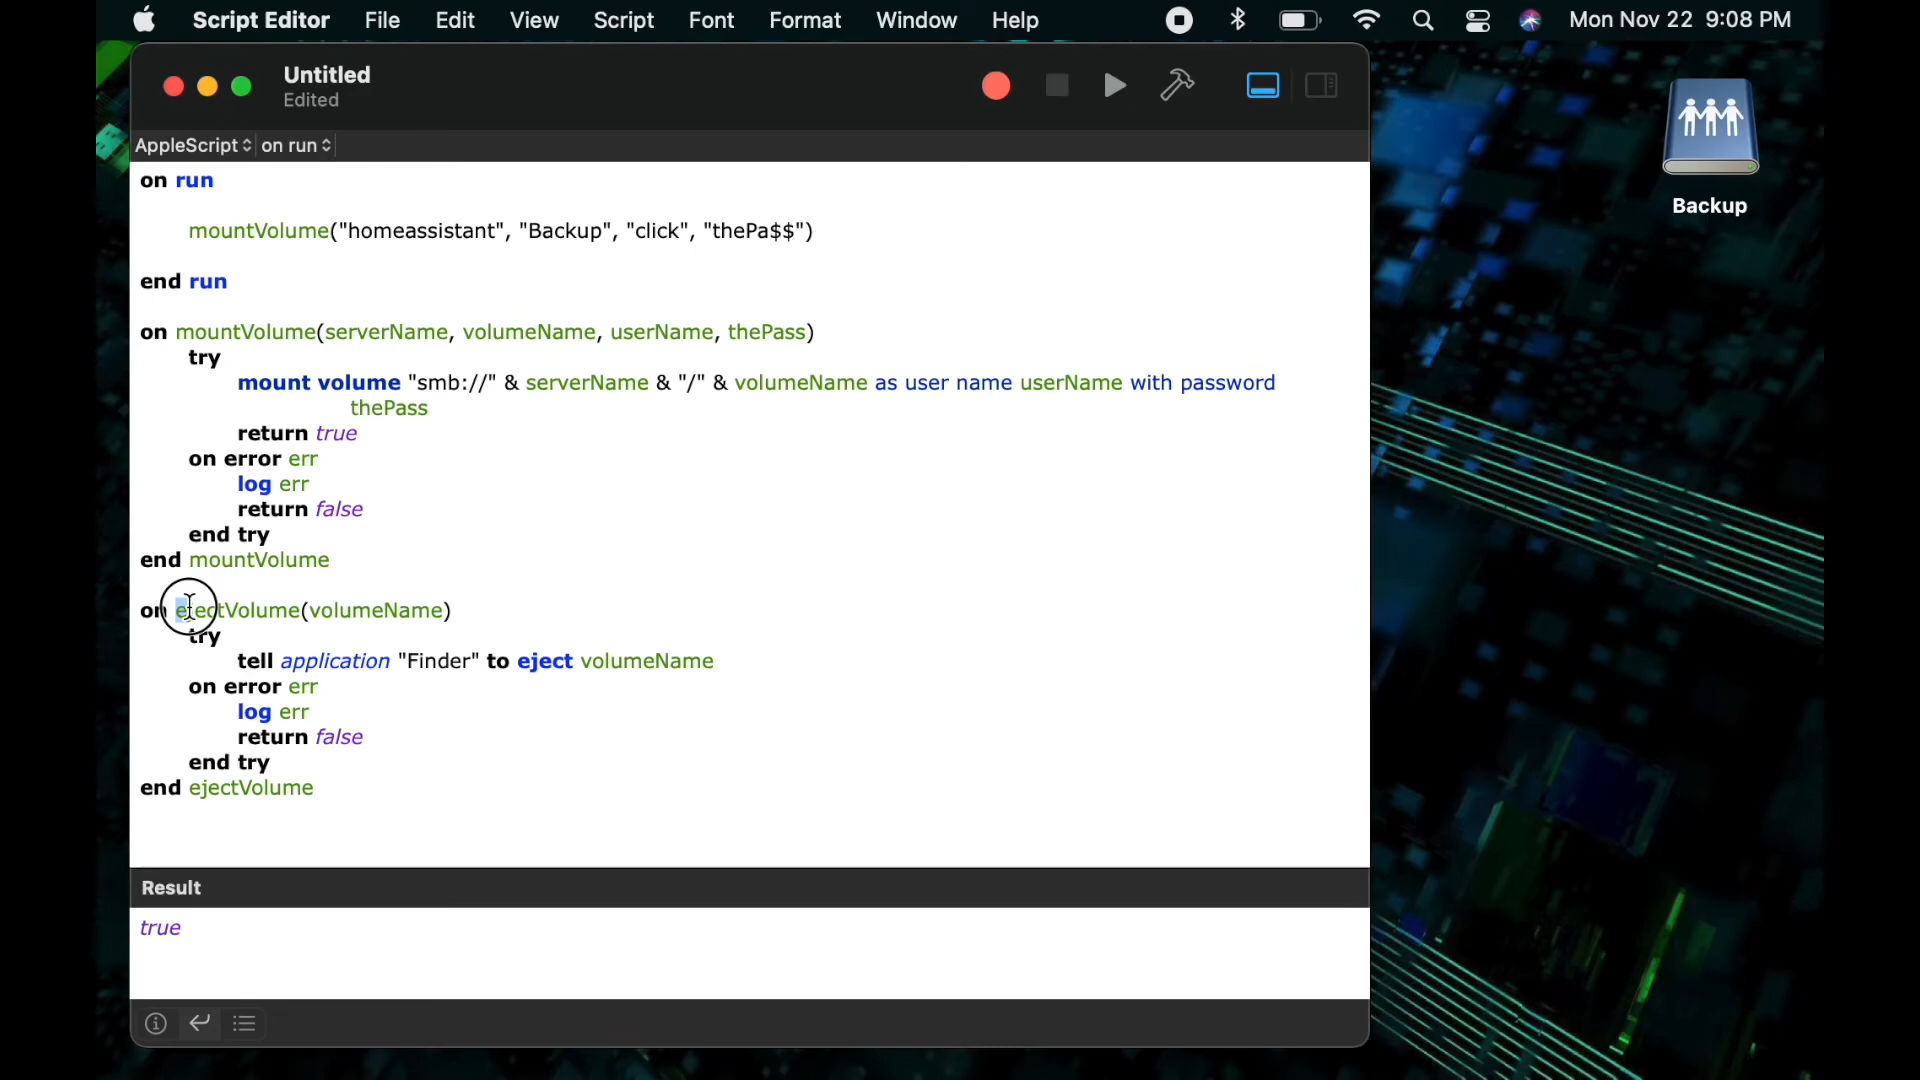 Script Editor File Edit View Script Font Format Window Help Mon Nov 22 9:08 PM
Untitled
Edited
AppleScript on run
on run
mountVolume("homeassistant", "Backup", "click", "thePa$$")
end run
on mountVolume(serverName, volumeName, userName, thePass)
try
mount volume "smb://" & serverName & "/" & volumeName as user name userName with password
thePass
return true
on error err
log err
return false
end try
end mountVolume
on ejectVolume(volumeName)
try
tell application "Finder" to eject volumeName
on error err
log err
return false
end try
end ejectVolume
Result
true
Backup